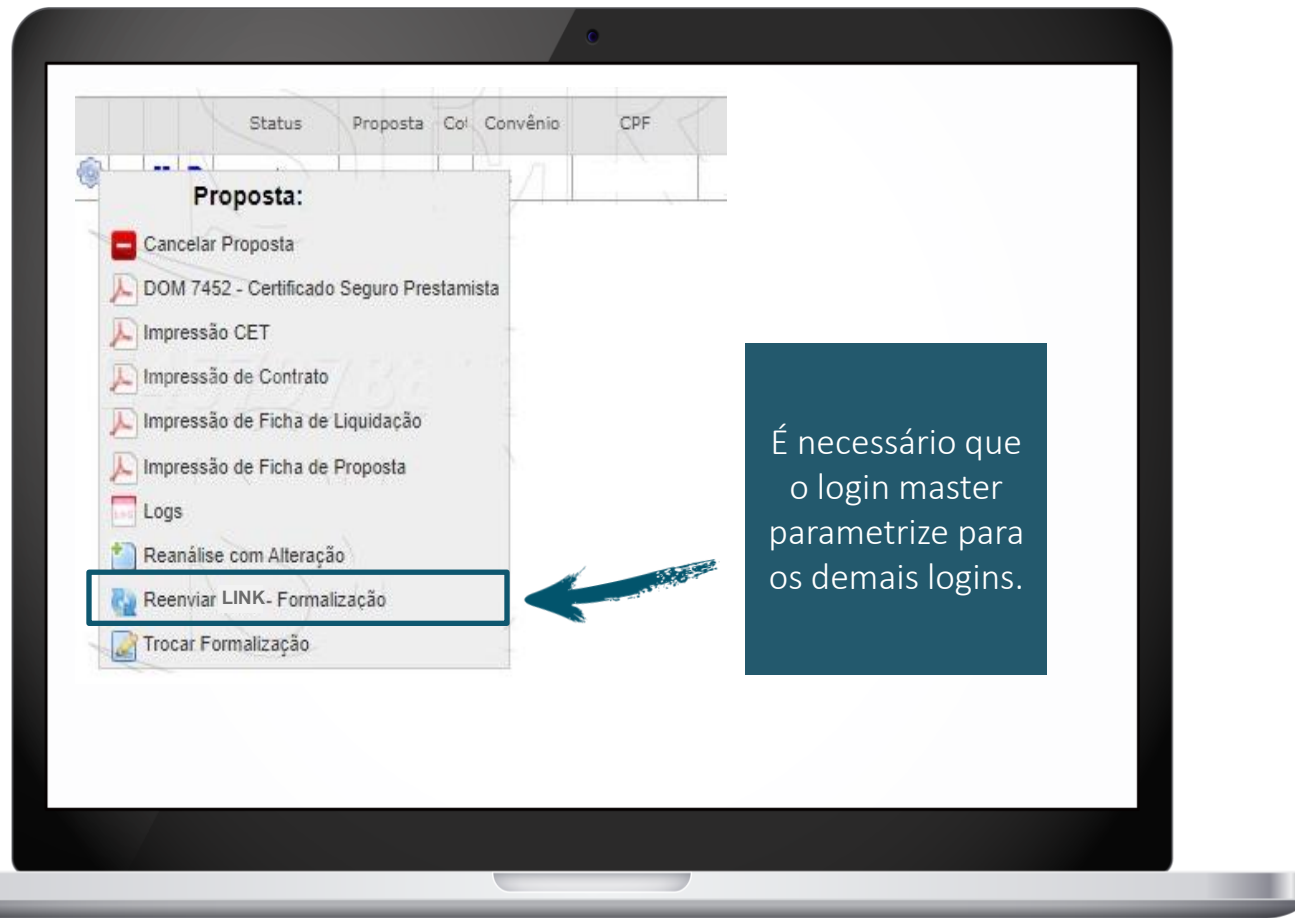 Status Proposta Co Convênio CPF
Proposta:
Cancelar Proposta
DOM 7452 - Certificado Seguro Prestamista
Impressão CET
Impressão de Contrato
Impressão de Ficha de Liquidação
Impressão de Ficha de Proposta
Logs
Reanálise com Alteração
Reenviar LINK- Formalização
Trocar Formalização
É necessário que
o login master
parametrize para
os demais logins.